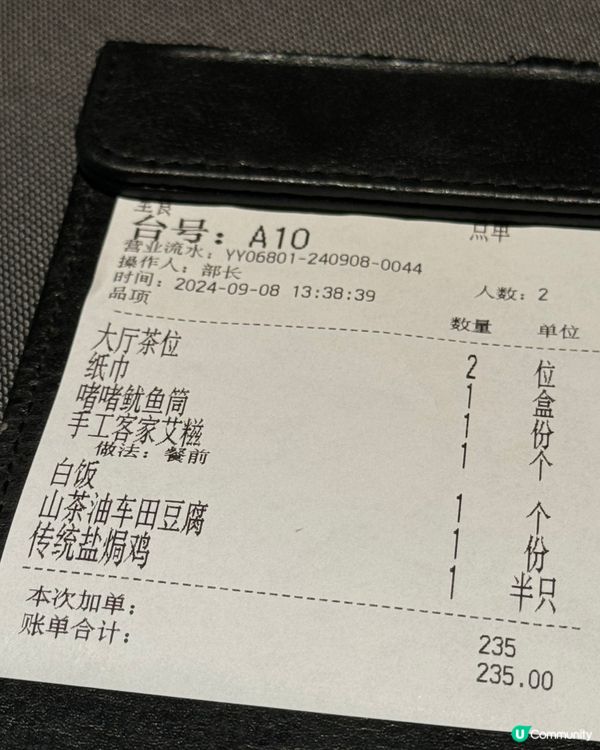 台号：A10 点单
营业流水：YY06801-240908-0044
操作人：部长
时间：2024-09-08 13:38:39 人数：2
品项 数量 单位
大厅茶位 2 位
纸巾 1 盒
啫啫鱿鱼筒 1 份
手工客家艾糍 1 个
做法：餐前
白饭 1 个
山茶油车田豆腐 1 份
传统盐焗鸡 1 半只
本次加单： 235
账单合计： 235.00
U Community